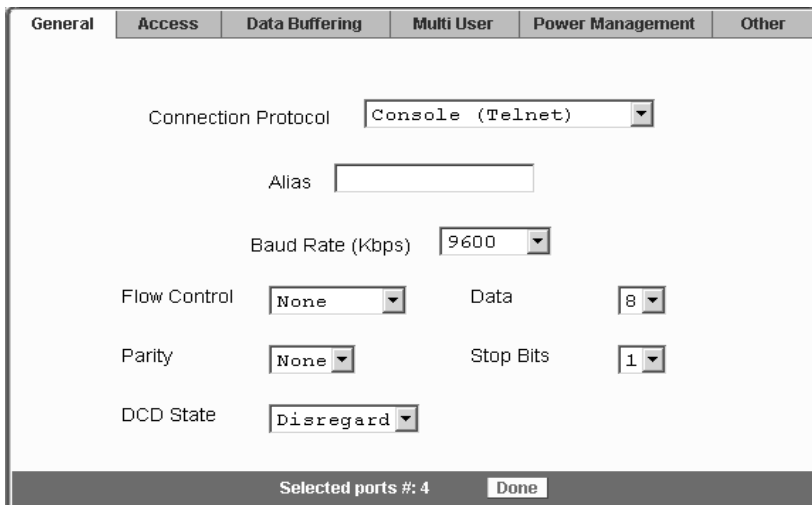 General Access Data Buffering Multi User Power Management Other
Connection Protocol Console (Telnet)
Alias
Baud Rate (Kbps) 9600
Flow Control None Data 8
Parity None Stop Bits 1
DCD State Disregard
Selected ports #: 4 Done